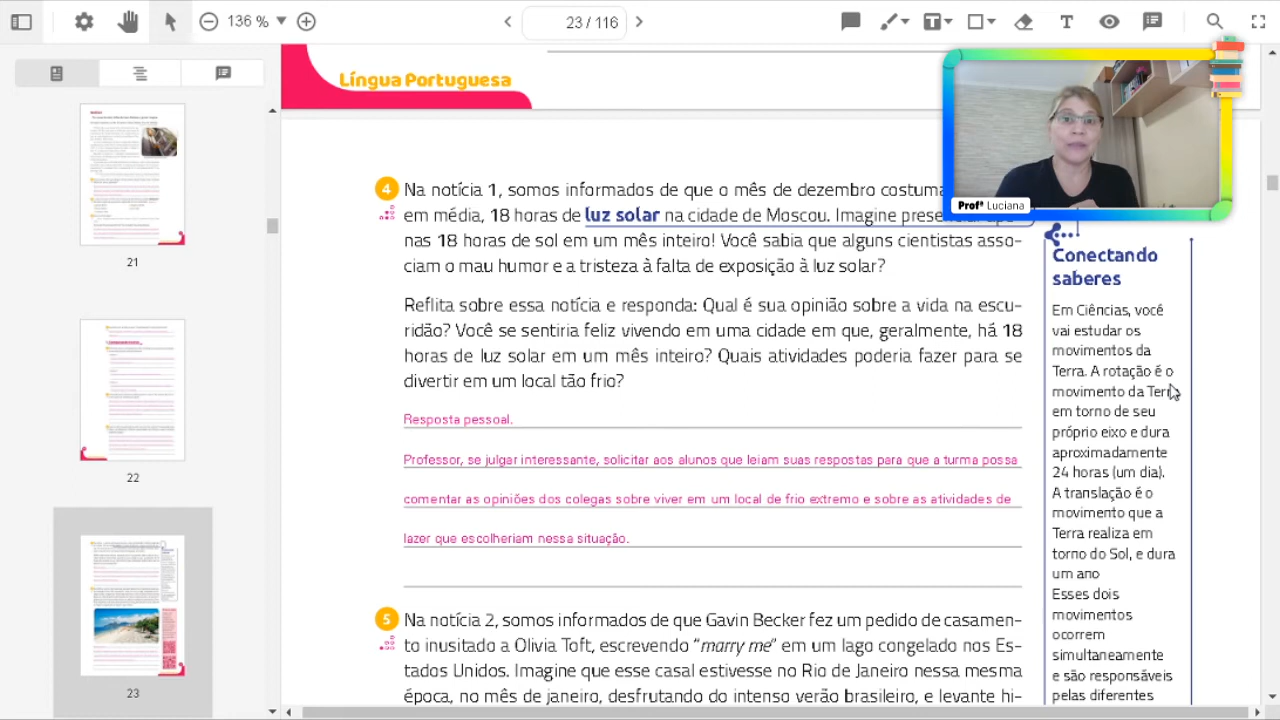 136 %
23 / 116
Língua Portuguesa
21
22
23
Profª Luciana
4
Na notícia 1, somos informados de que o mês de
em média, 18 horas de luz solar na cidade de
nas 18 horas de sol em um mês inteiro! Você sabia que alguns cientistas asso-
ciam o mau humor e a tristeza à falta de exposição à luz solar?
Reflita sobre essa notícia e responda: Qual é sua opinião sobre a vida na escu-
ridão? Você se sentiria bem vivendo em uma cidade onde, geralmente, há 18
horas de luz solar em um mês inteiro? Quais atividades poderia fazer para se
divertir em um local tão frio?
Resposta pessoal.
Professor, se julgar interessante, solicitar aos alunos que leiam suas respostas para que a turma possa
comentar as opiniões dos colegas sobre viver em um local de frio extremo e sobre as atividades de
lazer que escolheriam nessa situação.
5
Na notícia 2, somos informados de que Gavin Becker fez um pedido de casamen-
to inusitado a Olivia Toft, escrevendo "marry me" em um lago congelado nos Es-
tados Unidos. Imagine que esse casal estivesse no Rio de Janeiro nessa mesma
época, no mês de janeiro, desfrutando do intenso verão brasileiro, e levante hi-
Conectando
saberes
Em Ciências, você
vai estudar os
movimentos da
Terra. A rotação é o
movimento da Terra
em torno de seu
próprio eixo e dura
aproximadamente
24 horas (um dia).
A translação é o
movimento que a
Terra realiza em
torno do Sol, e dura
um ano
Esses dois
movimentos
ocorrem
simultaneamente
e são responsáveis
pelas diferentes